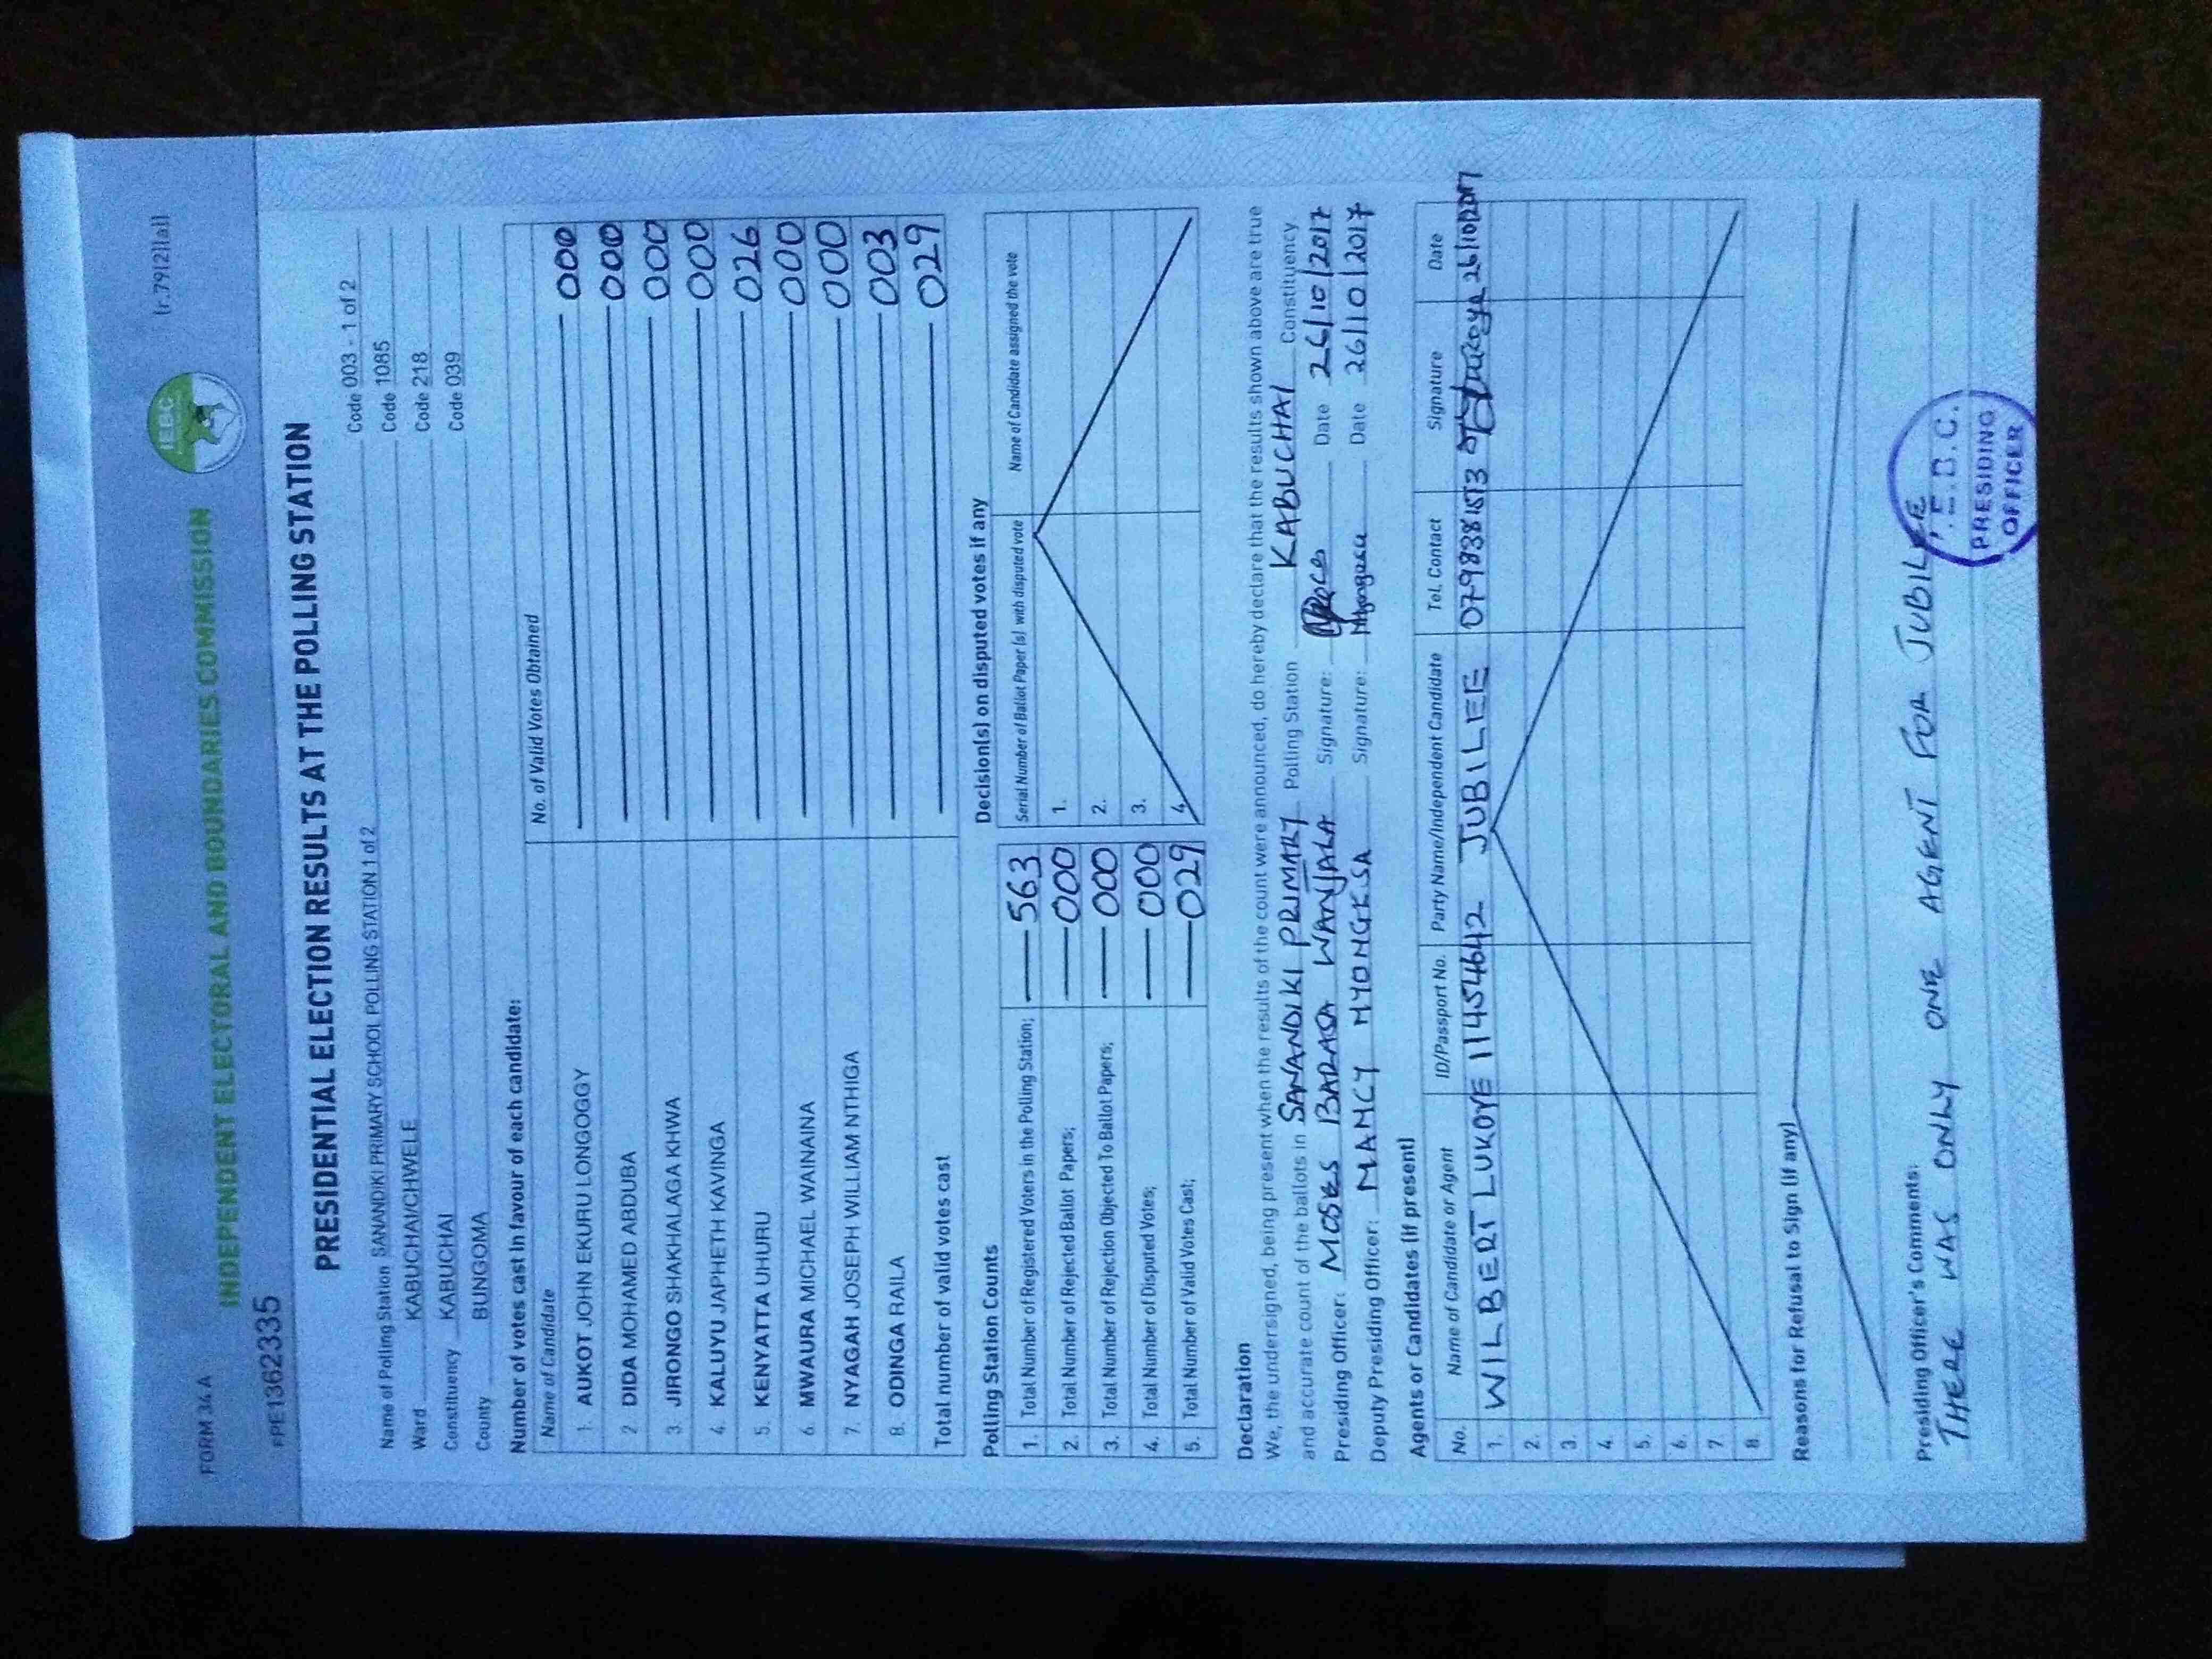 FORM 34 A
(r.79(2)(a))
IEBC
INDEPENDENT ELECTORAL AND BOUNDARIES COMMISSION
PPE1362335
PRESIDENTIAL ELECTION RESULTS AT THE POLLING STATION
Name of Polling Station SANANDIKI PRIMARY SCHOOL POLLING STATION 1 of 2 Code 003 - 1 of 2
Ward KABUCHAI/CHWELE Code 1085
Constituency KABUCHAI Code 218
County BUNGOMA Code 039
Number of votes cast in favour of each candidate:
Name of Candidate No. of Valid Votes Obtained
1. AUKOT JOHN EKURU LONGOGGY 000
2 DIDA MOHAMED ABDUBA 000
3 JIRONGO SHAKHALAGA KHWA 000
4 KALUYU JAPHETH KAVINGA 000
5. KENYATTA UHURU 026
6. MWAURA MICHAEL WAINAINA 000
7. NYAGAH JOSEPH WILLIAM NTHIGA 000
8. ODINGA RAILA 003
Total number of valid votes cast 029
Polling Station Counts
1. Total Number of Registered Voters in the Polling Station; 563
2. Total Number of Rejected Ballot Papers; 000
3. Total Number of Rejection Objected To Ballot Papers; 000
4. Total Number of Disputed Votes; 000
5. Total Number of Valid Votes Cast; 029
Decision(s) on disputed votes if any
Serial Number of Ballot Paper (s) with disputed vote Name of Candidate assigned the vote
1.
2.
3.
4.
Declaration
We, the undersigned, being present when the results of the count were announced, do hereby declare that the results shown above are true
and accurate count of the ballots in SANANDIKI PRIMARY Polling Station KABUCHAI Constituency
Presiding Officer: MOSES BARASA WANJALA Signature: Date 26/10/2017
Deputy Presiding Officer: NANCY NYONGESA Signature: Date 26/10/2017
Agents or Candidates (if present)
No. Name of Candidate or Agent ID/Passport No. Party Name/Independent Candidate Tel. Contact Signature Date
1. WILBERT LUKOYE 11454642 JUBILEE 26/10/2017
2.
3.
4.
5.
6.
7.
8.
Reasons for Refusal to Sign (if any)
Presiding Officer's Comments:
THERE WAS ONLY ONE AGENT FOR JUBILEE
I.E.B.C.
PRESIDING
OFFICER